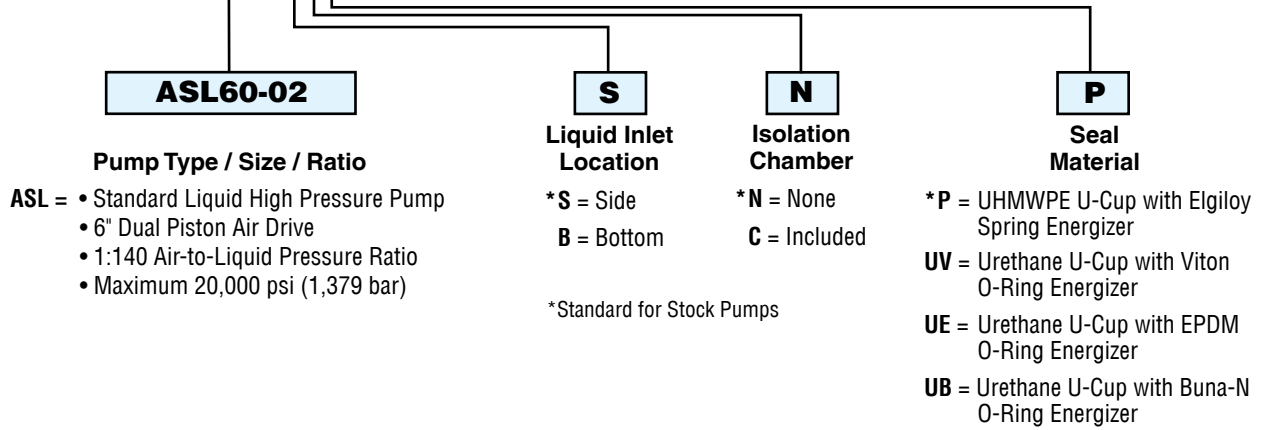 ASL60-02
S
N
P
Pump Type / Size / Ratio
ASL = • Standard Liquid High Pressure Pump
• 6" Dual Piston Air Drive
• 1:140 Air-to-Liquid Pressure Ratio
• Maximum 20,000 psi (1,379 bar)
Liquid Inlet
Location
*S = Side
B = Bottom
*Standard for Stock Pumps
Isolation
Chamber
*N = None
C = Included
Seal
Material
*P = UHMWPE U-Cup with Elgiloy
Spring Energizer
UV = Urethane U-Cup with Viton
O-Ring Energizer
UE = Urethane U-Cup with EPDM
O-Ring Energizer
UB = Urethane U-Cup with Buna-N
O-Ring Energizer